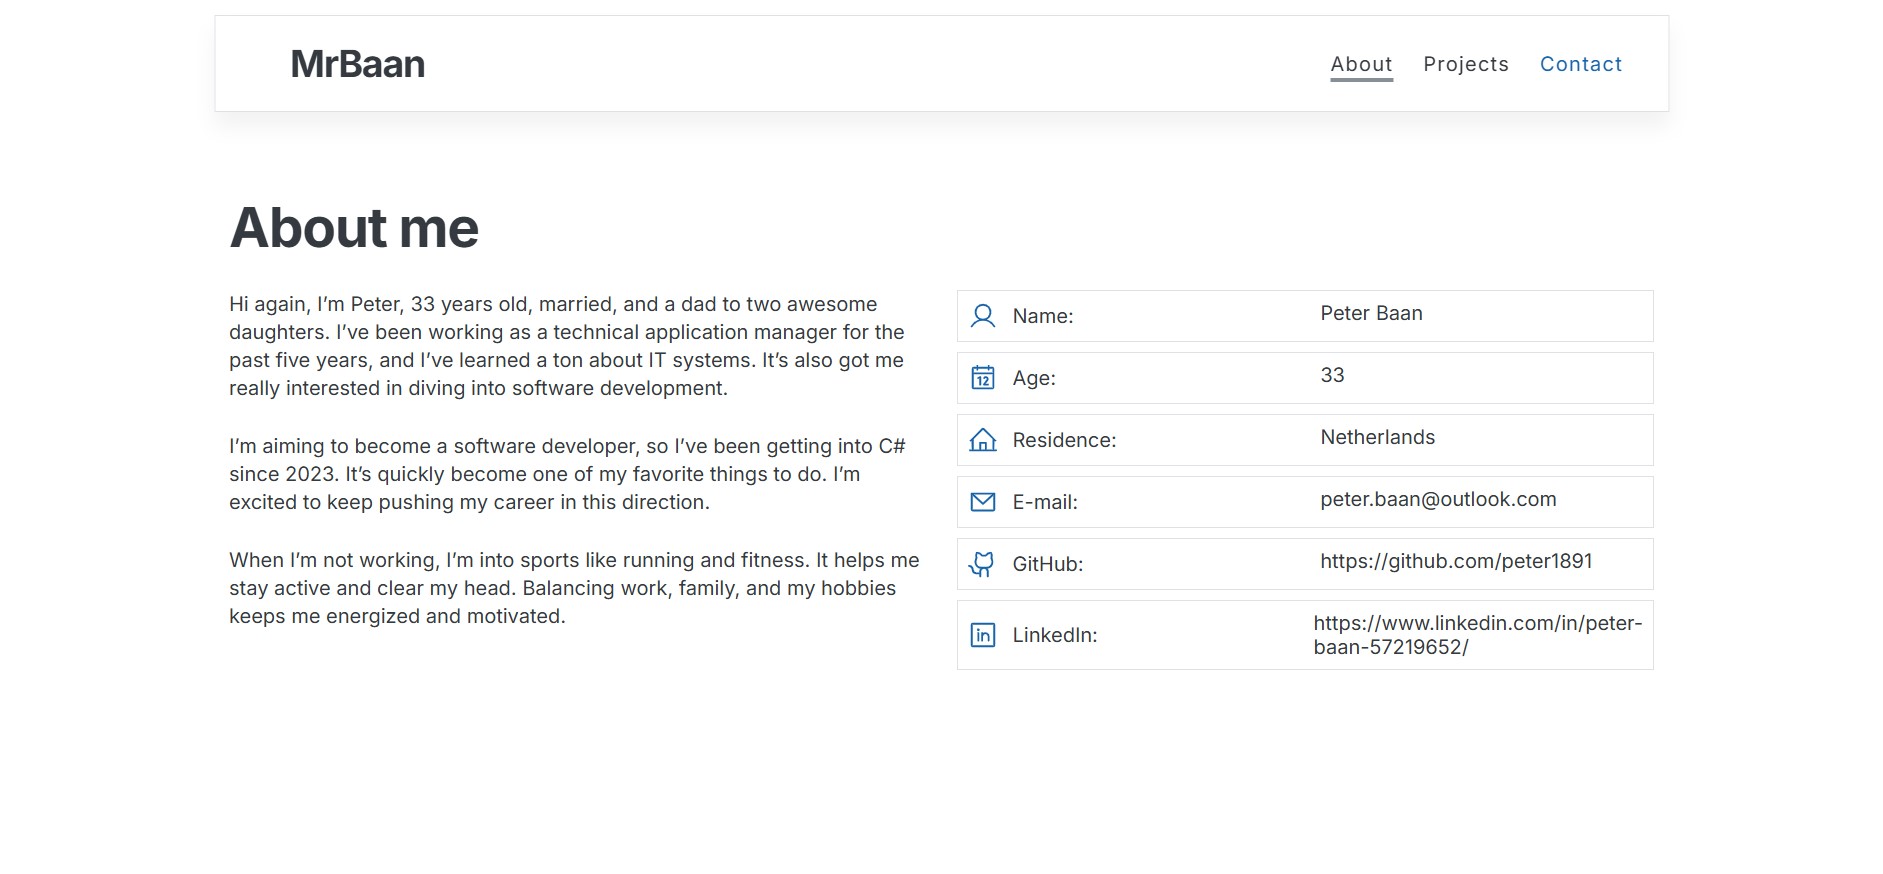 MrBaan
About Projects Contact
About me
Hi again, I’m Peter, 33 years old, married, and a dad to two awesome
daughters. I’ve been working as a technical application manager for the
past five years, and I’ve learned a ton about IT systems. It’s also got me
really interested in diving into software development.
I’m aiming to become a software developer, so I’ve been getting into C#
since 2023. It’s quickly become one of my favorite things to do. I’m
excited to keep pushing my career in this direction.
When I’m not working, I’m into sports like running and fitness. It helps me
stay active and clear my head. Balancing work, family, and my hobbies
keeps me energized and motivated.
Name: Peter Baan
12 Age: 33
Residence: Netherlands
E-mail: peter.baan@outlook.com
GitHub: https://github.com/peter1891
in LinkedIn: https://www.linkedin.com/in/peter-
baan-57219652/